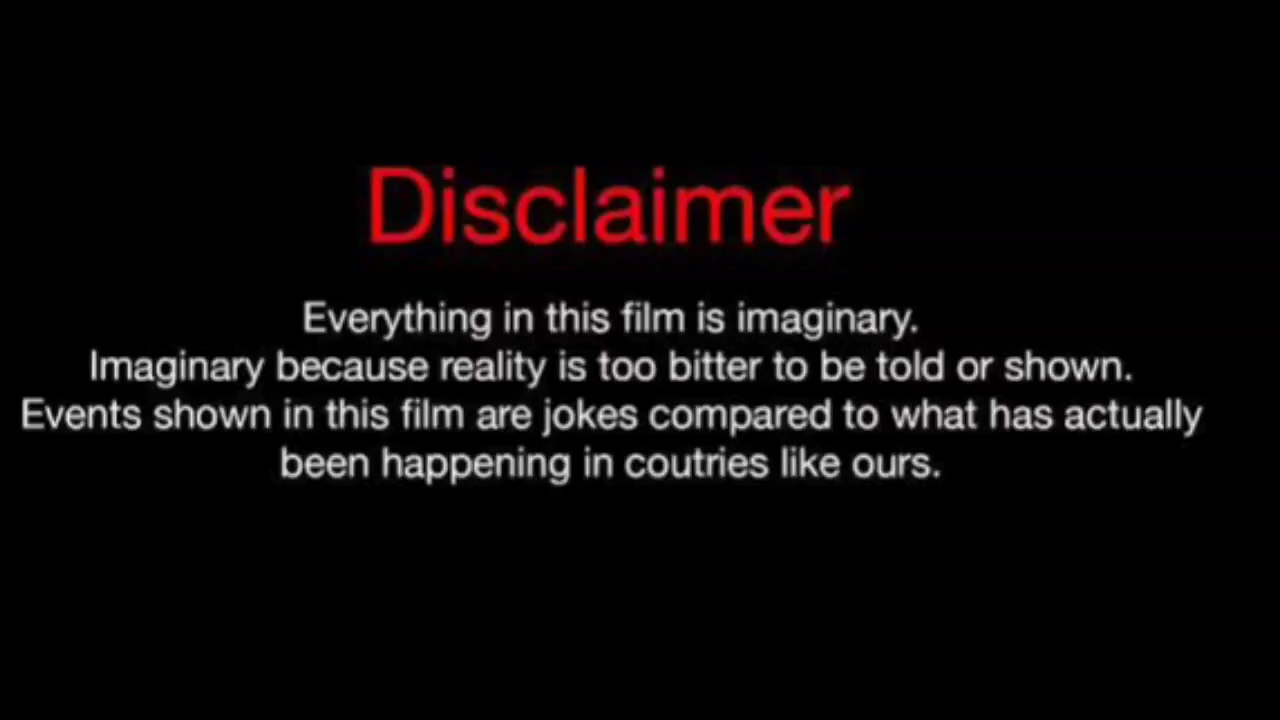 Disclaimer
Everything in this film is imaginary.
Imaginary because reality is too bitter to be told or shown.
Events shown in this film are jokes compared to what has actually
been happening in coutries like ours.